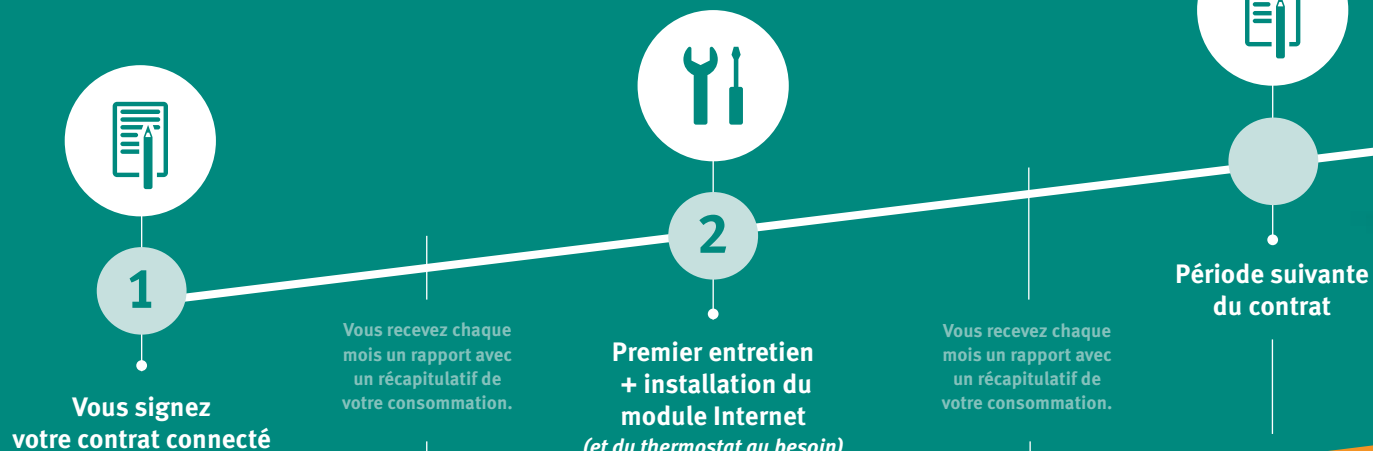 1
Vous signez
votre contrat connecté
Vous recevez chaque
mois un rapport avec
un récapitulatif de
votre consommation.
2
Premier entretien
+ installation du
module Internet
(et du thermostat au besoin)
Vous recevez chaque
mois un rapport avec
un récapitulatif de
votre consommation.
Période suivante
du contrat